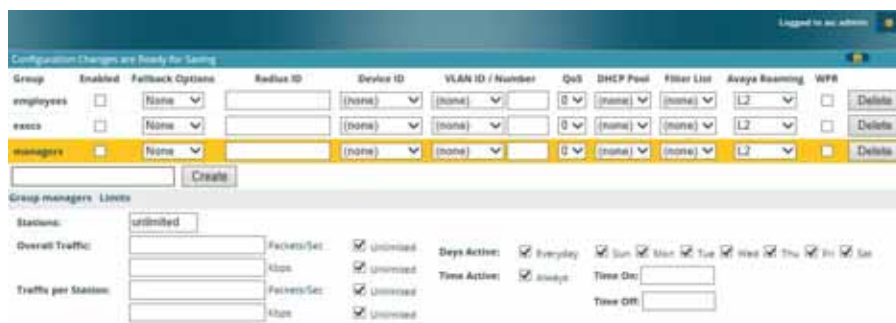 Logged in as: admin
Configuration Changes are Ready for Saving
Group Enabled Fallback Options Radius ID Device ID VLAN ID / Number QoS DHCP Pool Filter List Avaya Roaming WPR
employees None (none) (none) 0 (none) (none) L2 Delete
execs None (none) (none) 0 (none) (none) L2 Delete
managers None (none) (none) 0 (none) (none) L2 Delete
Create
Group managers Limits
Stations: unlimited
Overall Traffic: Packets/Sec Unlimited Days Active: Everyday Sun Mon Tue Wed Thu Fri Sat
Kbps Unlimited Time Active: Always Time On:
Traffic per Station: Packets/Sec Unlimited Time Off:
Kbps Unlimited